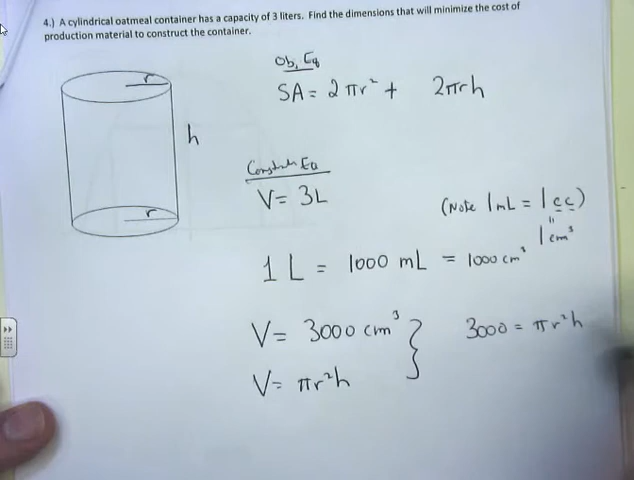 4.) A cylindrical oatmeal container has a capacity of 3 liters. Find the dimensions that will minimize the cost of
production material to construct the container.
Ob. Eq
r
SA = 2πr² + 2πrh
h
V = 3L
r
(Note 1mL = 1cc)
"
1cm³
1 L = 1000 mL = 1000 cm³
V = 3000 cm³ } 3000 = πr²h
V = πr²h